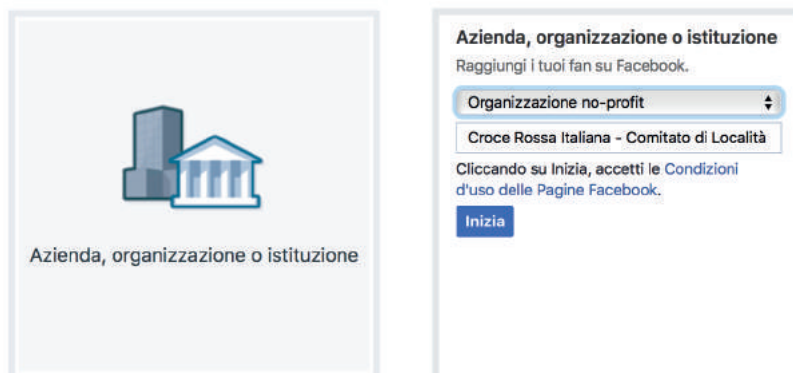 Azienda, organizzazione o istituzione
Azienda, organizzazione o istituzione
Raggiungi i tuoi fan su Facebook.
Organizzazione no-profit
Croce Rossa Italiana - Comitato di Località
Cliccando su Inizia, accetti le Condizioni
d'uso delle Pagine Facebook.
Inizia